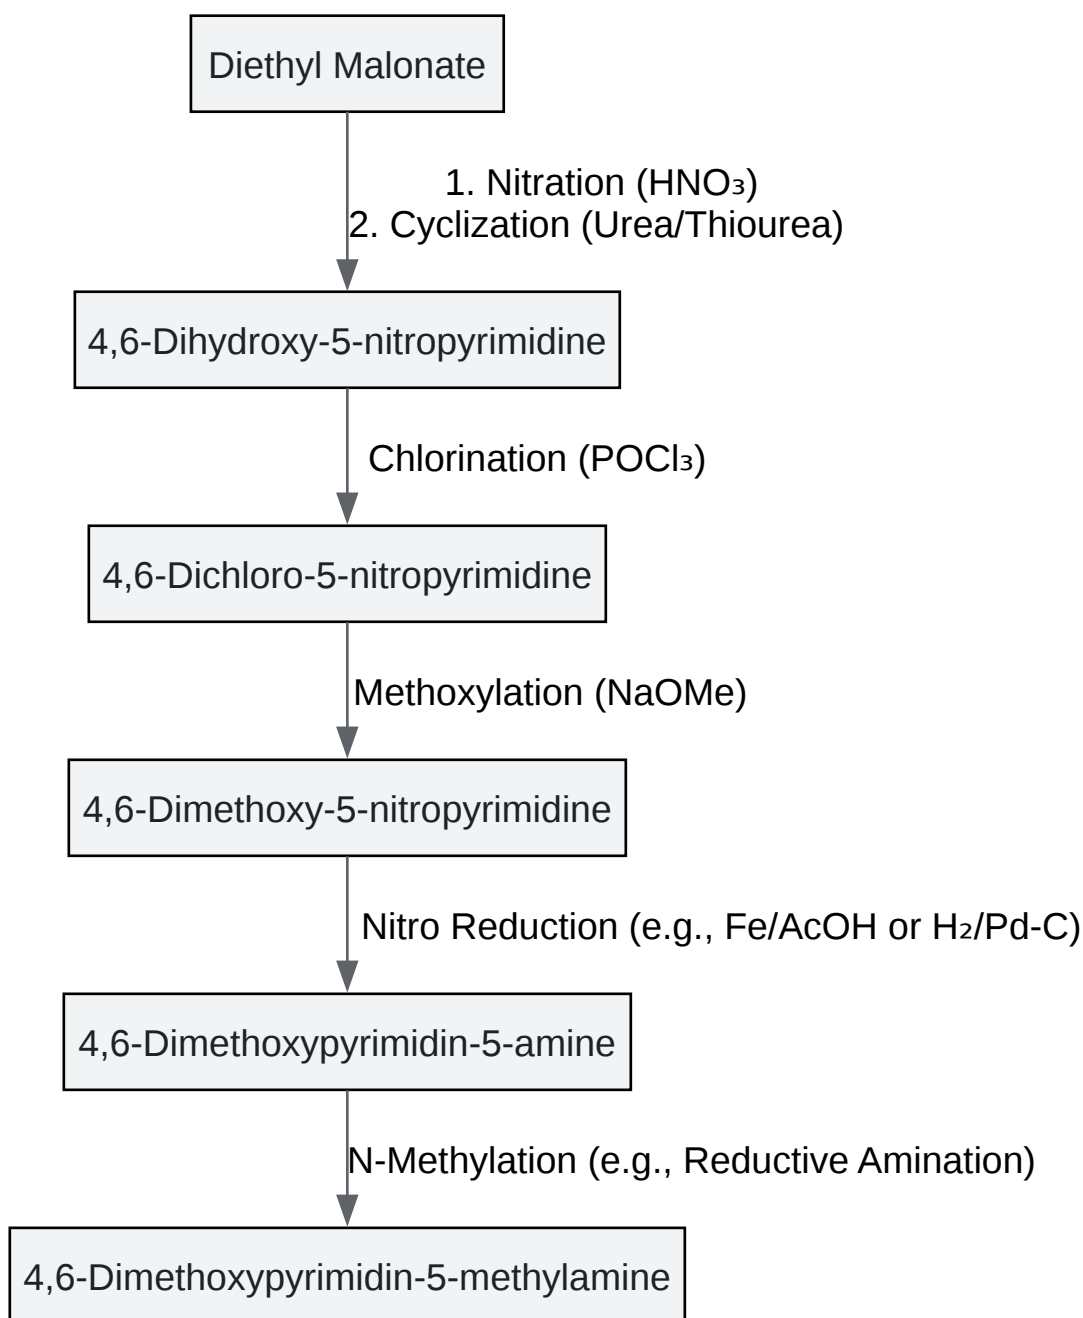 Diethyl Malonate
1. Nitration (HNO₃)
2. Cyclization (Urea/Thiourea)
4,6-Dihydroxy-5-nitropyrimidine
Chlorination (POCl₃)
4,6-Dichloro-5-nitropyrimidine
Methoxylation (NaOMe)
4,6-Dimethoxy-5-nitropyrimidine
Nitro Reduction (e.g., Fe/AcOH or H₂/Pd-C)
4,6-Dimethoxypyrimidin-5-amine
N-Methylation (e.g., Reductive Amination)
4,6-Dimethoxypyrimidin-5-methylamine